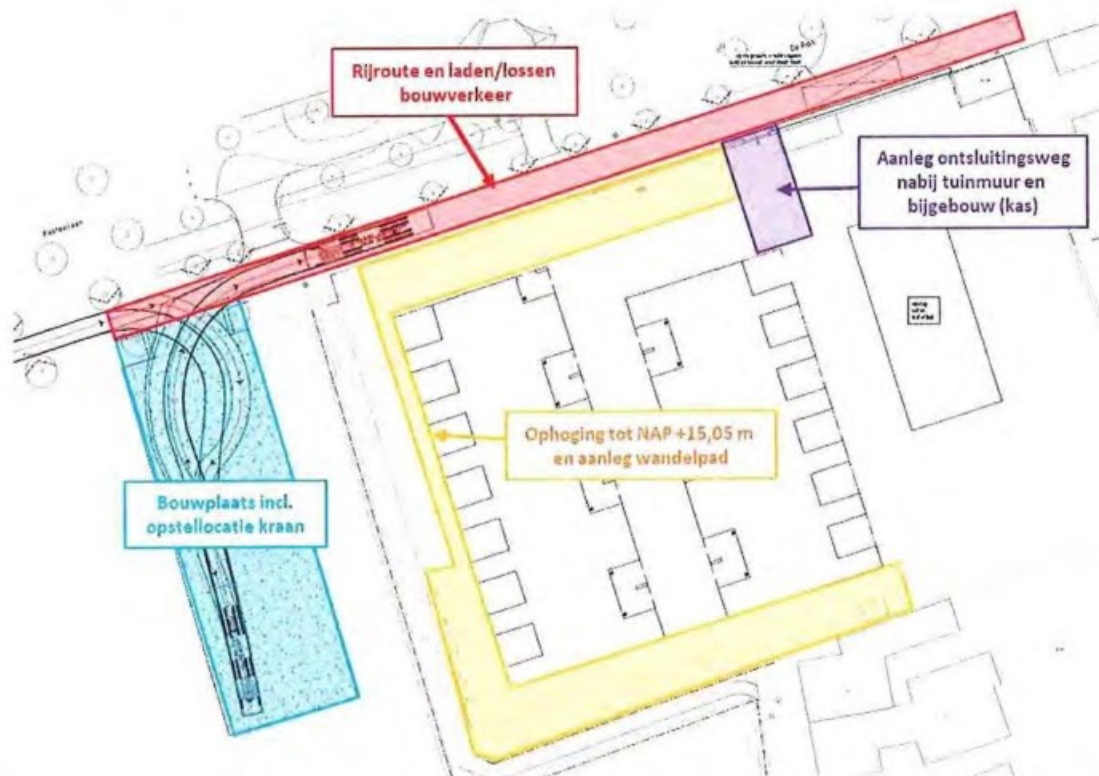 Rijroute en laden/lossen
bouwverkeer
Aanleg ontsluitingsweg
nabij tuinmuur en
bijgebouw (kas)
Ophoging tot NAP +15,05 m
en aanleg wandelpad
Bouwplaats incl.
opstellocatie kraan